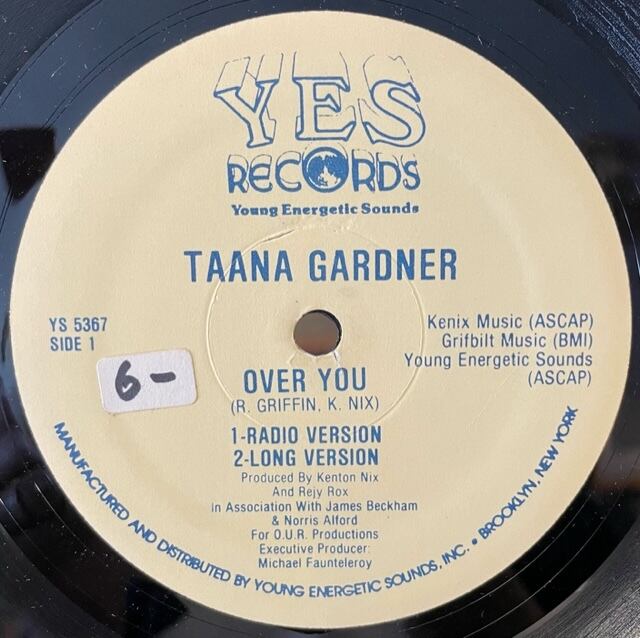 YES
RECORDS
Young Energetic Sounds
TAANA GARDNER
YS 5367
SIDE 1
Kenix Music (ASCAP)
Grifbilt Music (BMI)
Young Energetic Sounds
(ASCAP)
6-
OVER YOU
(R. GRIFFIN, K. NIX)
1-RADIO VERSION
2-LONG VERSION
Produced By Kenton Nix
And Rejy Rox
in Association With James Beckham
& Norris Alford
For O.U.R. Productions
Executive Producer:
Michael Faunteleroy
MANUFACTURED AND DISTRIBUTED BY YOUNG ENERGETIC SOUNDS, INC. • BROOKLYN, NEW YORK